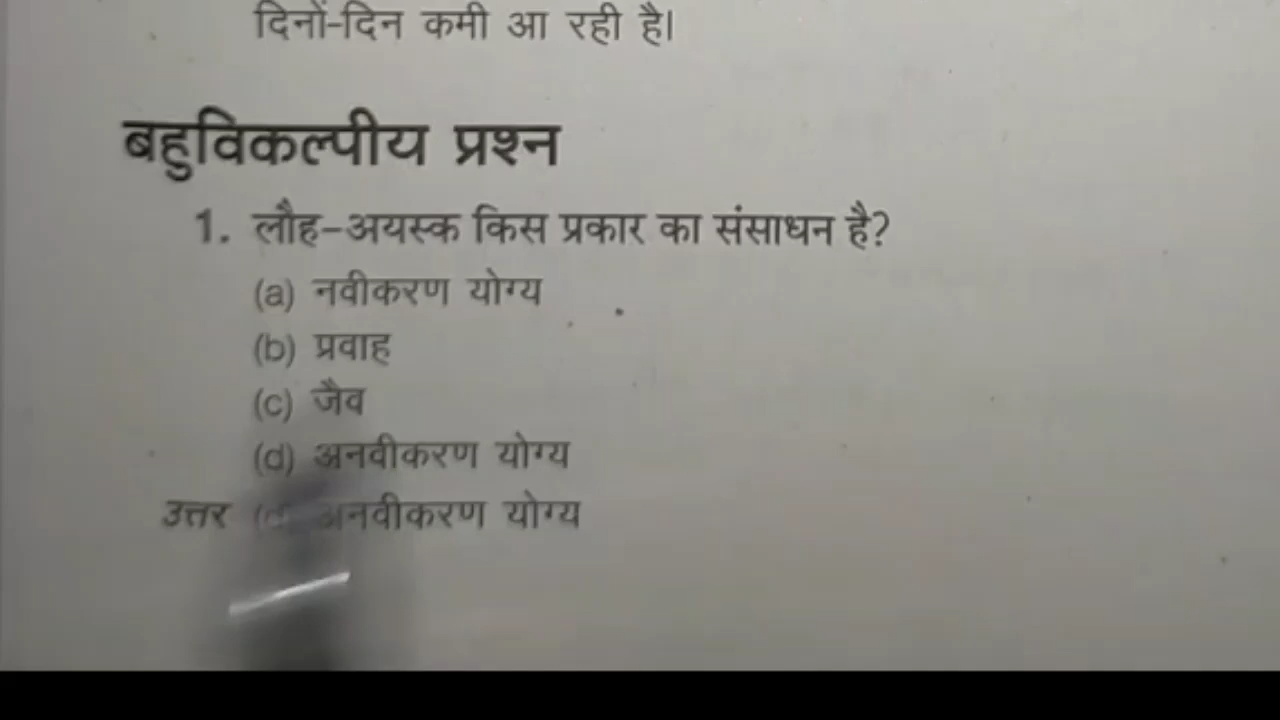 दिनों-दिन कमी आ रही है।
बहुविकल्पीय प्रश्न
1. लौह-अयस्क किस प्रकार का संसाधन है?
(a) नवीकरण योग्य
(b) प्रवाह
(c) जैव
(d) अनवीकरण योग्य
उत्तर (d) अनवीकरण योग्य